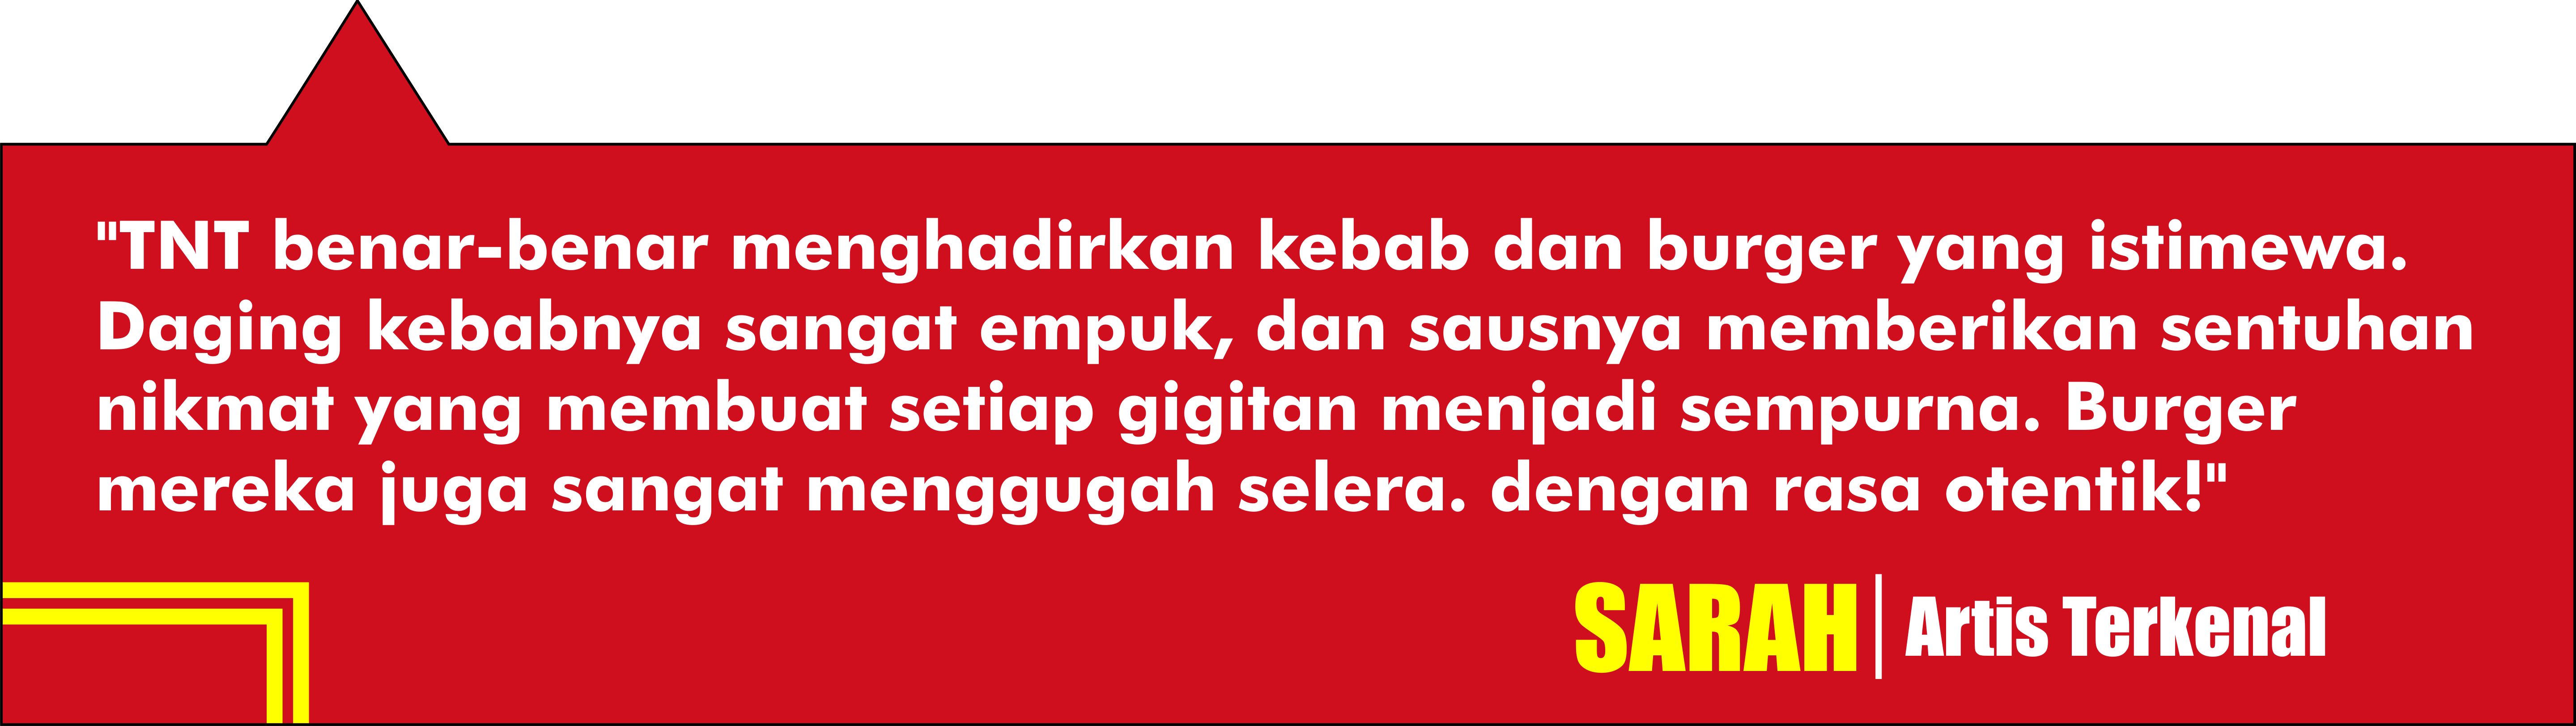 "TNT benar-benar menghadirkan kebab dan burger yang istimewa.
Daging kebabnya sangat empuk, dan sausnya memberikan sentuhan
nikmat yang membuat setiap gigitan menjadi sempurna. Burger
mereka juga sangat menggugah selera. dengan rasa otentik!"
SARAH | Artis Terkenal